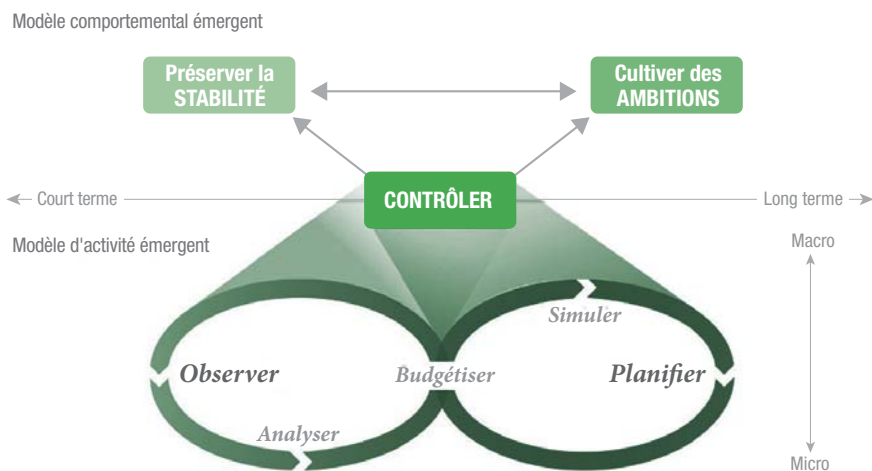 Modèle comportemental émergent
Préserver la
STABILITÉ
Cultiver des
AMBITIONS
CONTRÔLER
Court terme
Long terme
Modèle d'activité émergent
Macro
Simuler
Observer
Budgétiser
Planifier
Analyser
Micro